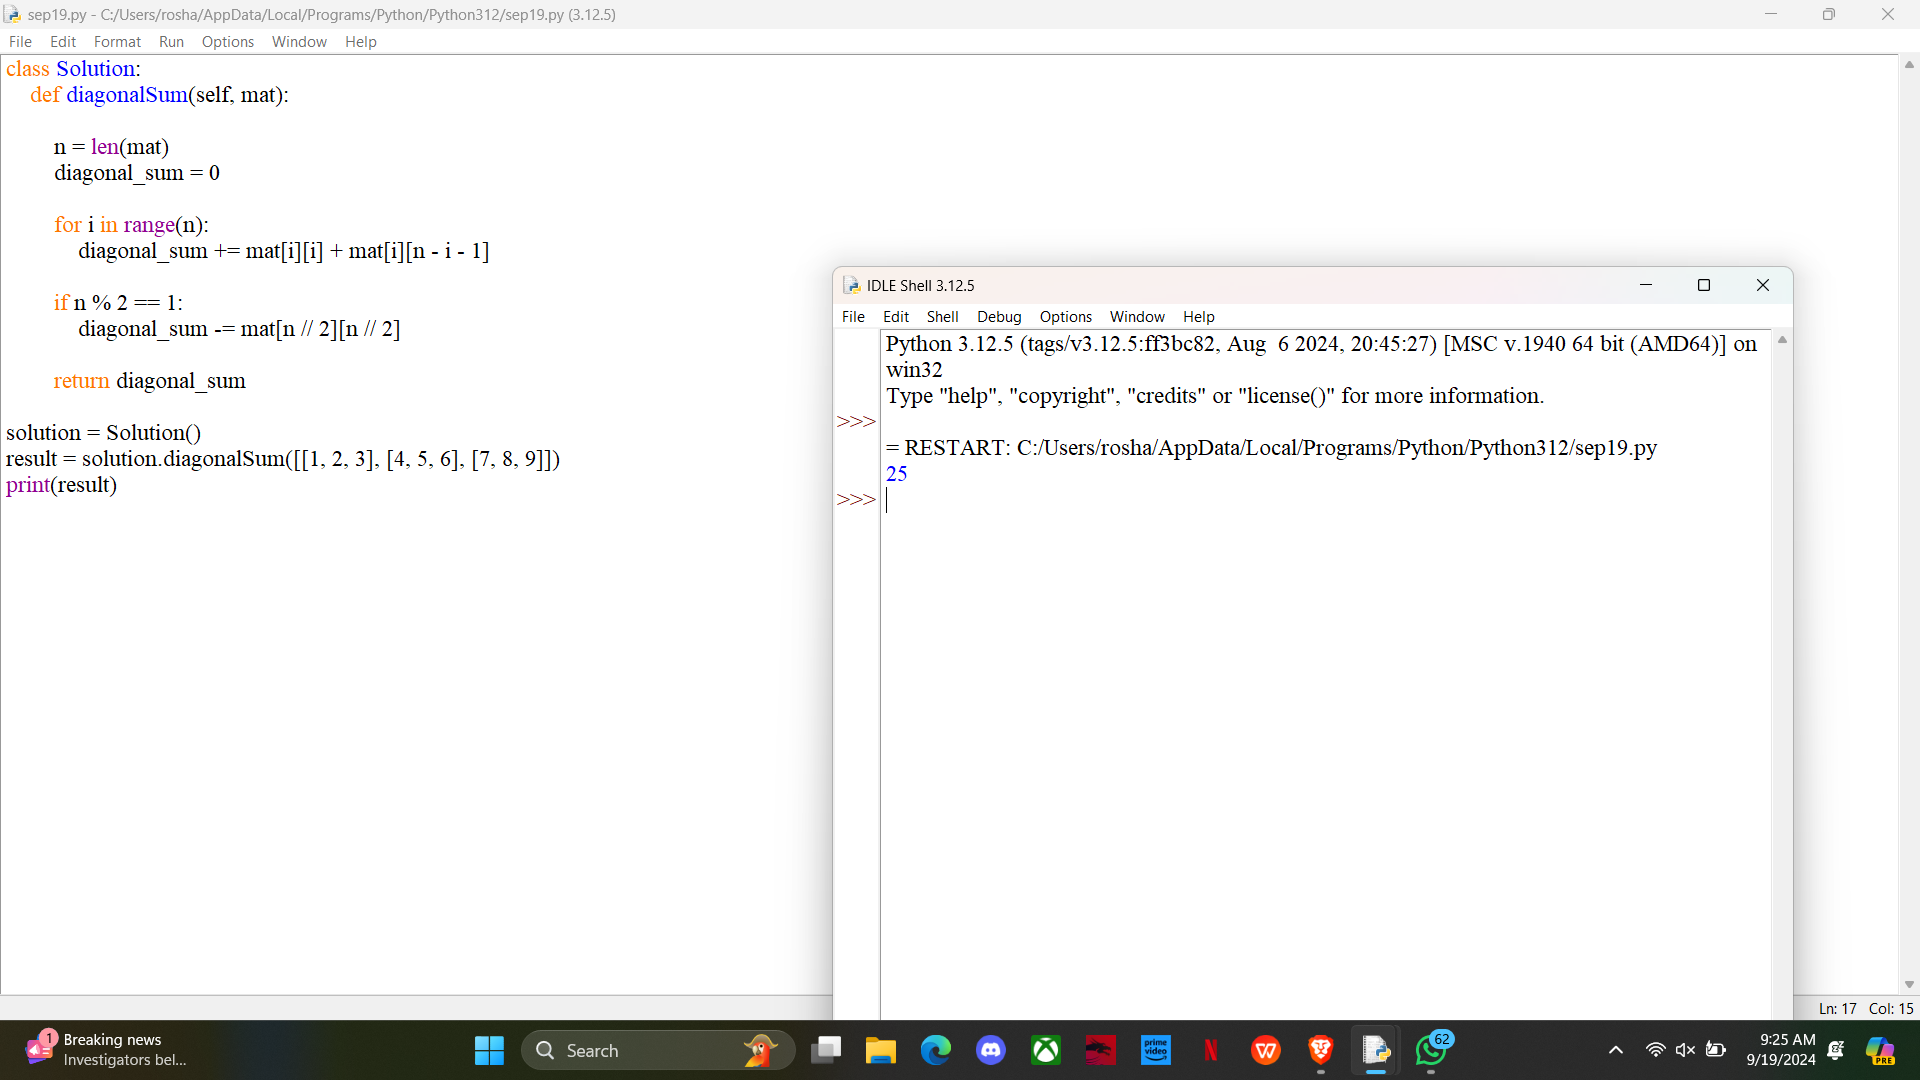 sep19.py - C:/Users/rosha/AppData/Local/Programs/Python/Python312/sep19.py (3.12.5)
File Edit Format Run Options Window Help
class Solution:
    def diagonalSum(self, mat):
        n = len(mat)
        diagonal_sum = 0
        for i in range(n):
            diagonal_sum += mat[i][i] + mat[i][n - i - 1]
        if n % 2 == 1:
            diagonal_sum -= mat[n // 2][n // 2]
        return diagonal_sum
solution = Solution()
result = solution.diagonalSum([[1, 2, 3], [4, 5, 6], [7, 8, 9]])
print(result)
IDLE Shell 3.12.5
File Edit Shell Debug Options Window Help
Python 3.12.5 (tags/v3.12.5:ff3bc82, Aug  6 2024, 20:45:27) [MSC v.1940 64 bit (AMD64)] on
win32
Type "help", "copyright", "credits" or "license()" for more information.
>>>
= RESTART: C:/Users/rosha/AppData/Local/Programs/Python/Python312/sep19.py
25
>>>
Ln: 17 Col: 15
1
Breaking news
Investigators bel...
Search
prime video
N
W
62
9:25 AM
9/19/2024
PRE